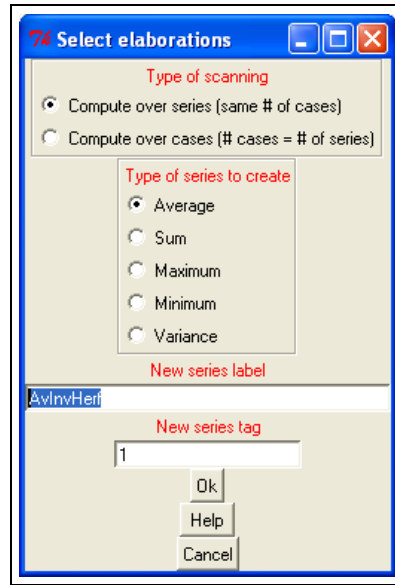 Select elaborations
Type of scanning
Compute over series (same # of cases)
Compute over cases (# cases = # of series)
Type of series to create
Average
Sum
Maximum
Minimum
Variance
New series label
AvInvHerf
New series tag
1
Ok
Help
Cancel